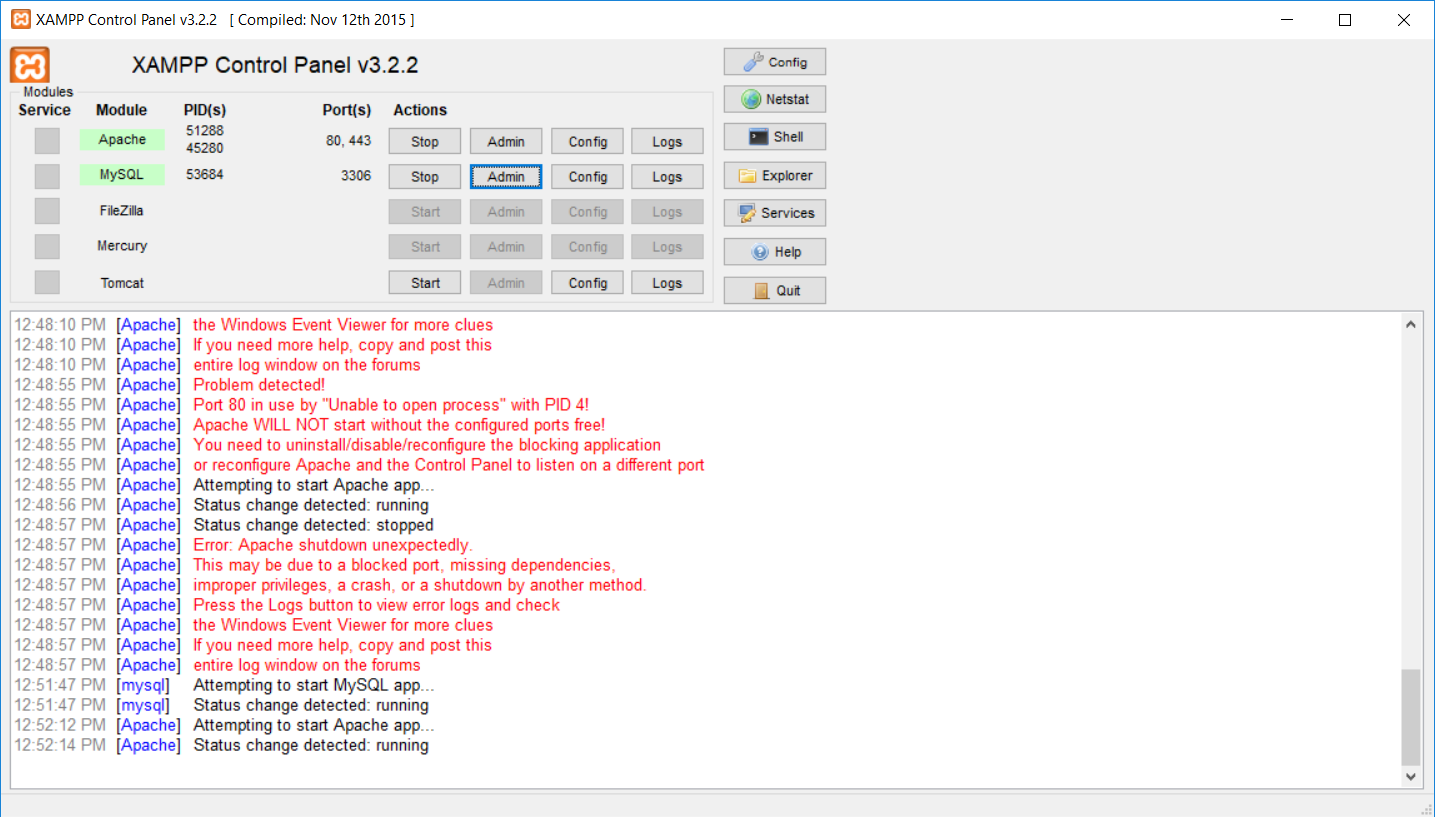 XAMPP Control Panel v3.2.2 [ Compiled: Nov 12th 2015 ]
XAMPP Control Panel v3.2.2
Config
Modules
Service Module PID(s) Port(s) Actions
Netstat
Apache 51288 45280 80, 443 Stop Admin Config Logs
Shell
MySQL 53684 3306 Stop Admin Config Logs
Explorer
FileZilla Start Admin Config Logs
Services
Mercury Start Admin Config Logs
Help
Tomcat Start Admin Config Logs
Quit
12:48:10 PM [Apache] the Windows Event Viewer for more clues
12:48:10 PM [Apache] If you need more help, copy and post this
12:48:10 PM [Apache] entire log window on the forums
12:48:55 PM [Apache] Problem detected!
12:48:55 PM [Apache] Port 80 in use by "Unable to open process" with PID 4!
12:48:55 PM [Apache] Apache WILL NOT start without the configured ports free!
12:48:55 PM [Apache] You need to uninstall/disable/reconfigure the blocking application
12:48:55 PM [Apache] or reconfigure Apache and the Control Panel to listen on a different port
12:48:55 PM [Apache] Attempting to start Apache app...
12:48:56 PM [Apache] Status change detected: running
12:48:57 PM [Apache] Status change detected: stopped
12:48:57 PM [Apache] Error: Apache shutdown unexpectedly.
12:48:57 PM [Apache] This may be due to a blocked port, missing dependencies,
12:48:57 PM [Apache] improper privileges, a crash, or a shutdown by another method.
12:48:57 PM [Apache] Press the Logs button to view error logs and check
12:48:57 PM [Apache] the Windows Event Viewer for more clues
12:48:57 PM [Apache] If you need more help, copy and post this
12:48:57 PM [Apache] entire log window on the forums
12:51:47 PM [mysql] Attempting to start MySQL app...
12:51:47 PM [mysql] Status change detected: running
12:52:12 PM [Apache] Attempting to start Apache app...
12:52:14 PM [Apache] Status change detected: running